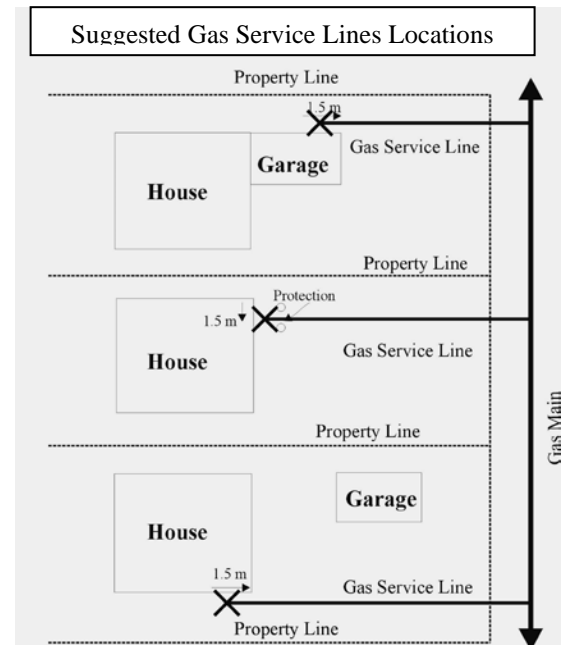 Suggested Gas Service Lines Locations
Property Line
1.5 m
Gas Service Line
Garage
House
Property Line
Protection
1.5 m
Gas Service Line
House
Property Line
Gas Main
Garage
House
1.5 m
Gas Service Line
Property Line